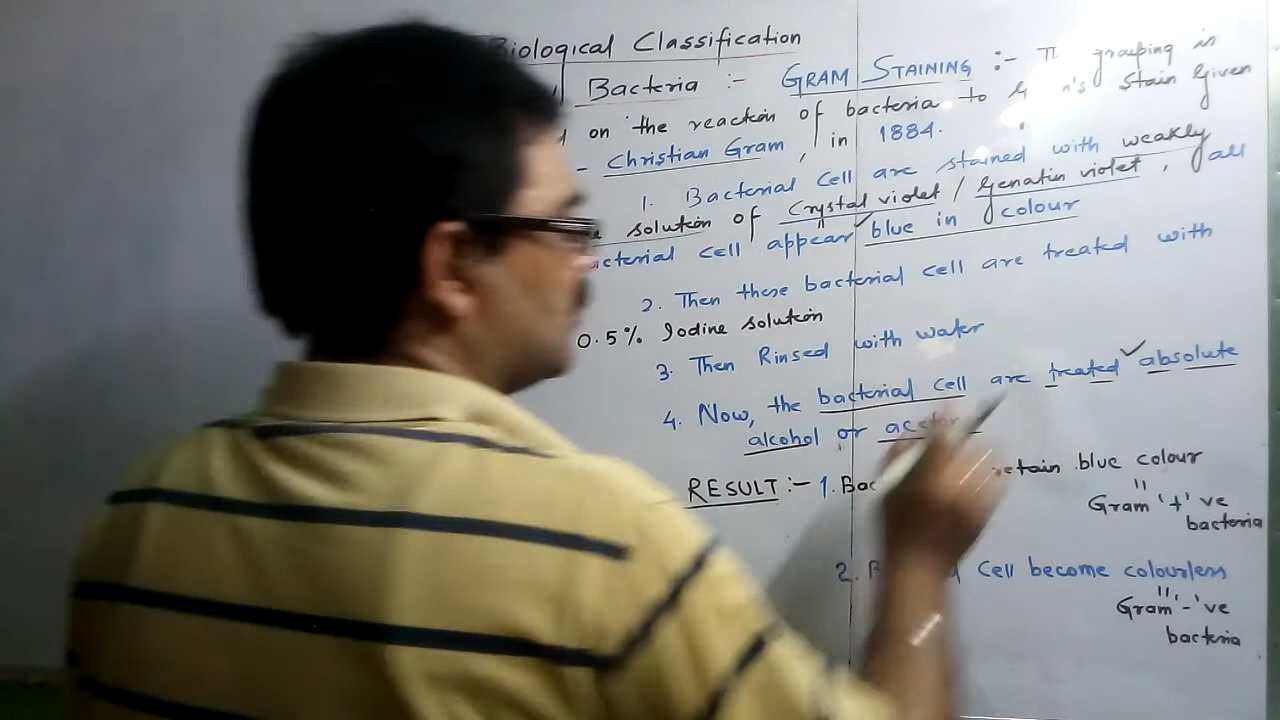 Biological Classification
Bacteria :- GRAM STAINING :- grouping is
on the reaction of bacteria to stain given
- Christian Gram, in 1884.
1. Bacterial cell are stained with weakly
solution of Crystal violet / Genatin violet, all
cell appear blue in colour
2. Then these bacterial cell are treated with
0.5% Iodine solution
3. Then Rinsed with water
4. Now, the bacterial cell are treated absolute
alcohol or
RESULT :- 1. retain blue colour
"
Gram '+' ve
bacteria
2. cell become colourless
"
Gram '-' ve
bacteria